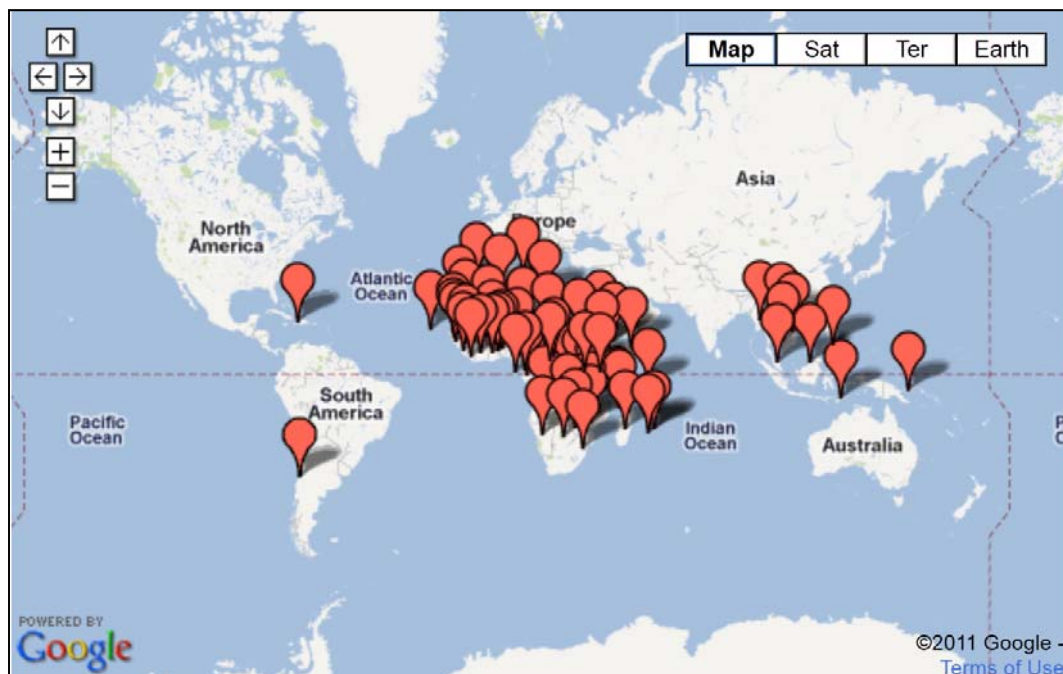 Map Sat Ter Earth
Asia
North
America
Europe
Atlantic
Ocean
South
America
Pacific
Ocean
Indian
Ocean
Australia
POWERED BY
Google
©2011 Google -
Terms of Use